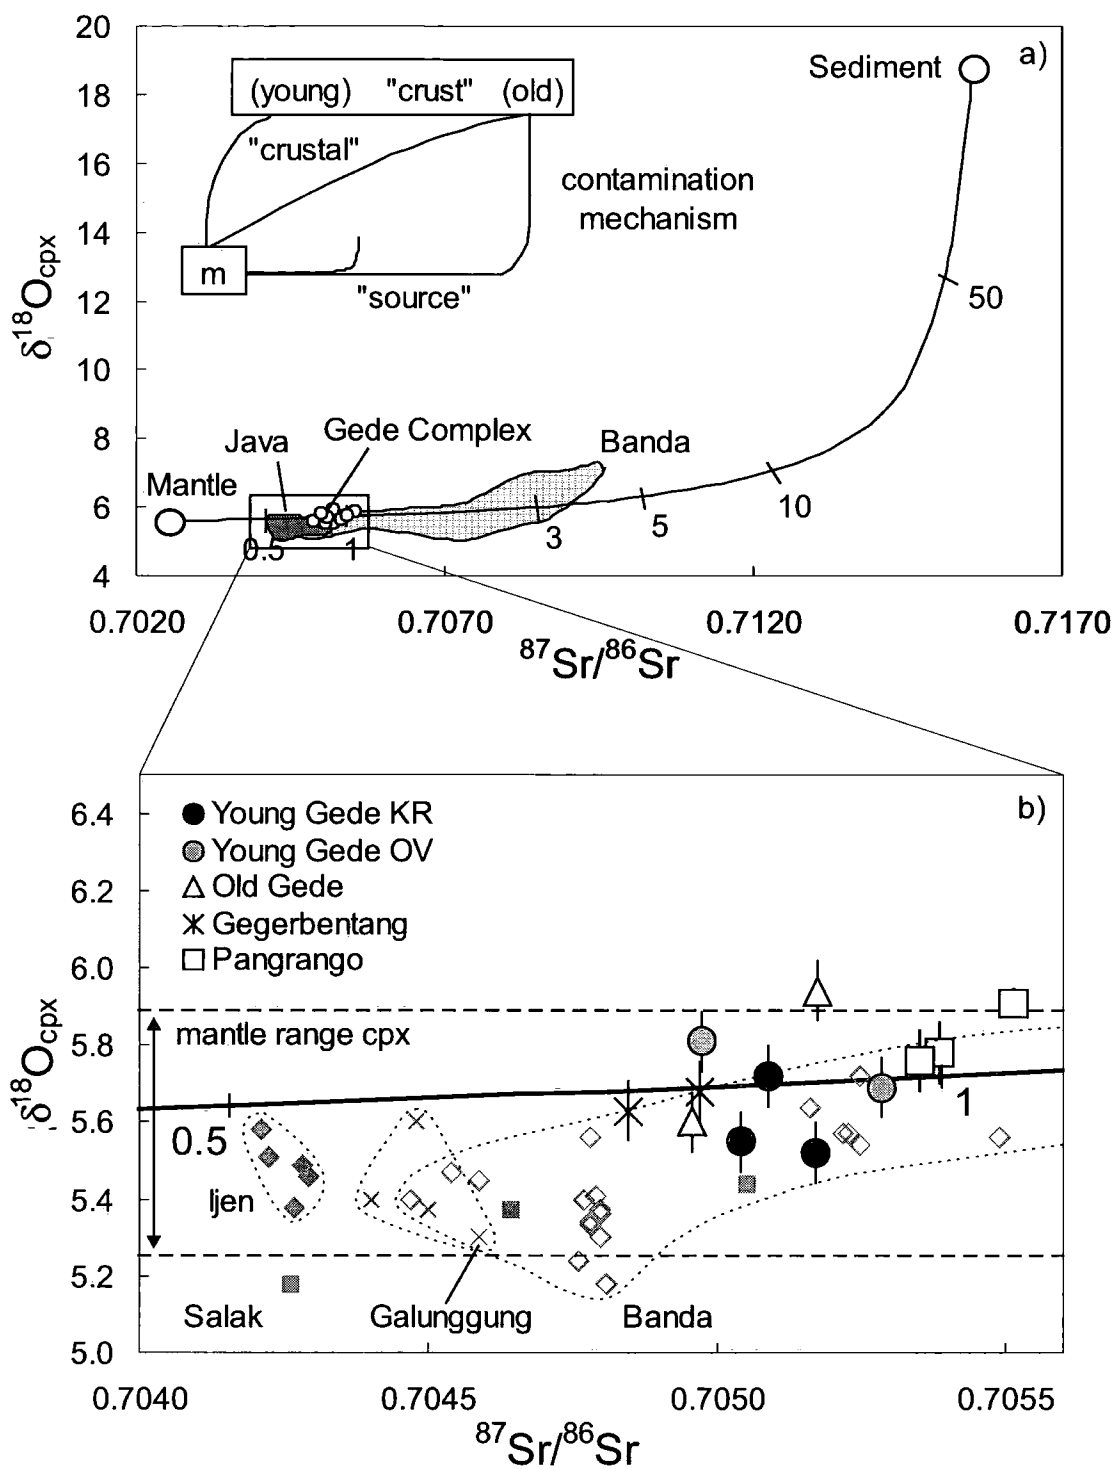 20
a)
Sediment
18
(young) "crust" (old)
"crustal"
16
contamination
mechanism
14
m
"source"
12
50
δ18Ocpx
10
8
Java
Gede Complex
Banda
Mantle
6
0.5
1
3
5
10
4
0.7020
0.7070
0.7120
0.7170
87Sr/86Sr
b)
6.4
Young Gede KR
Young Gede OV
6.2
Old Gede
Gegerbentang
6.0
Pangrango
δ18Ocpx
mantle range cpx
5.8
5.6
0.5
1
5.4
Ijen
5.2
Salak
Galunggung
Banda
5.0
0.7040
0.7045
0.7050
0.7055
87Sr/86Sr